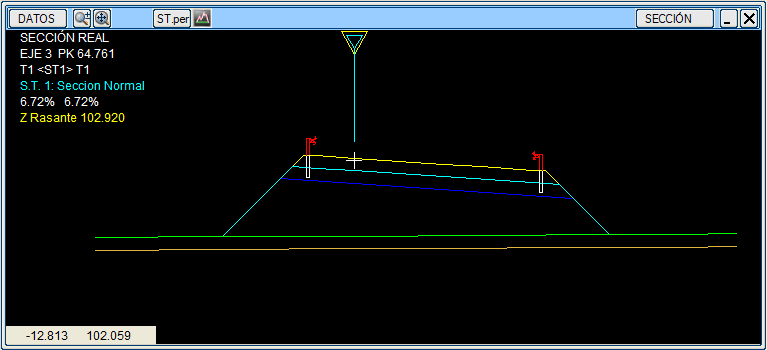 DATOS ST.per SECCIÓN
SECCIÓN REAL
EJE 3 PK 64.761
T1 <ST1> T1
S.T. 1: Seccion Normal
6.72% 6.72%
Z Rasante 102.920
-12.813 102.059